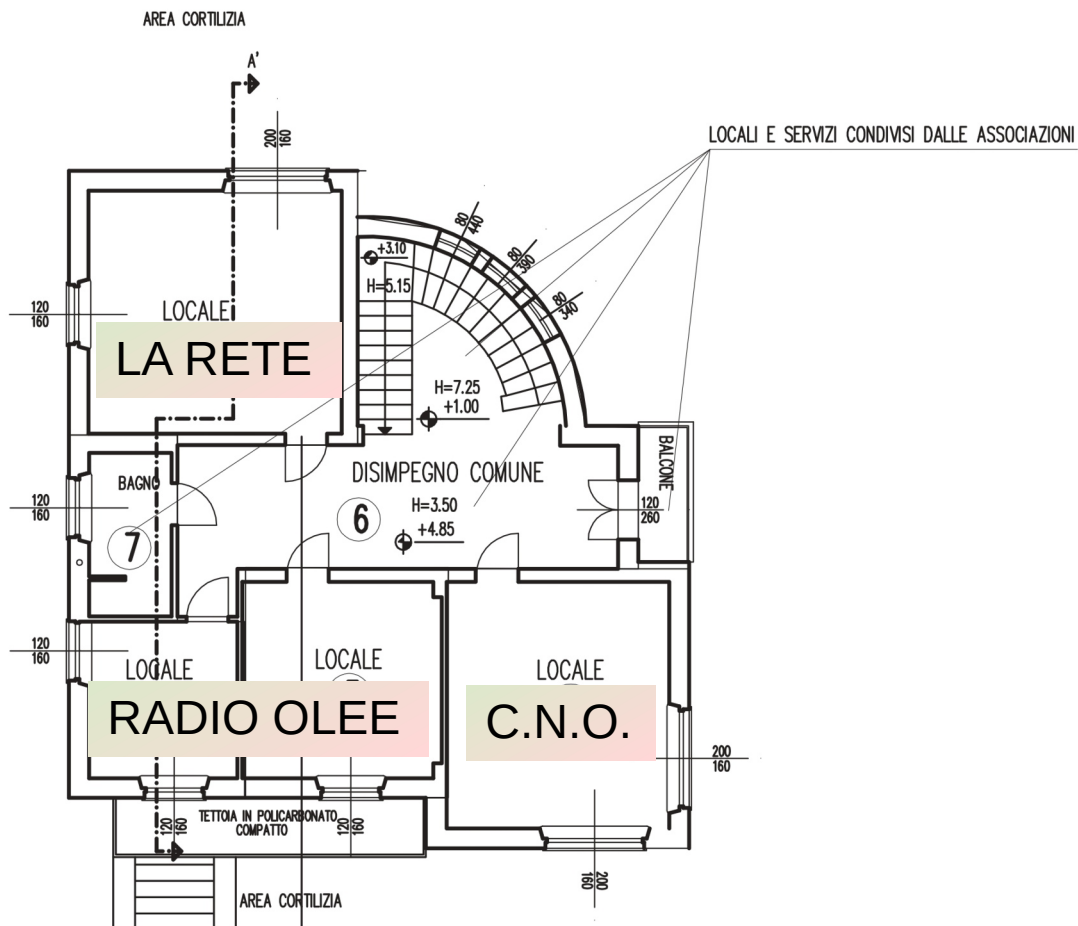 AREA CORTILIZIA
A'
200
160
LOCALI E SERVIZI CONDIVISI DALLE ASSOCIAZIONI
80
440
80
390
80
340
+3.10
H=5.15
120
160
LOCALE
LA RETE
H=7.25
+1.00
DISIMPEGNO COMUNE
BALCONE
BAGNO
120
160
7
6
H=3.50
+4.85
120
260
120
160
LOCALE
LOCALE
LOCALE
RADIO OLEE
C.N.O.
200
160
TETTOIA IN POLICARBONATO
COMPATTO
120
160
120
160
200
160
AREA CORTILIZIA